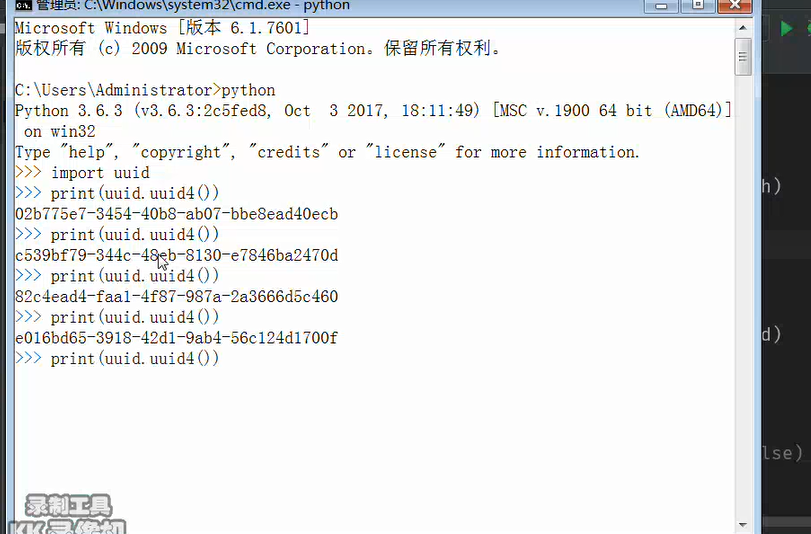 管理员: C:\Windows\system32\cmd.exe - python
Microsoft Windows [版本 6.1.7601]
版权所有 (c) 2009 Microsoft Corporation。保留所有权利。
C:\Users\Administrator>python
Python 3.6.3 (v3.6.3:2c5fed8, Oct  3 2017, 18:11:49) [MSC v.1900 64 bit (AMD64)]
 on win32
Type "help", "copyright", "credits" or "license" for more information.
>>> import uuid
>>> print(uuid.uuid4())
02b775e7-3454-40b8-ab07-bbe8ead40ecb
>>> print(uuid.uuid4())
c539bf79-344c-48eb-8130-e7846ba2470d
>>> print(uuid.uuid4())
82c4ead4-faa1-4f87-987a-2a3666d5c460
>>> print(uuid.uuid4())
e016bd65-3918-42d1-9ab4-56c124d1700f
>>> print(uuid.uuid4())
h)
d)
lse)
录制工具
KK录像机